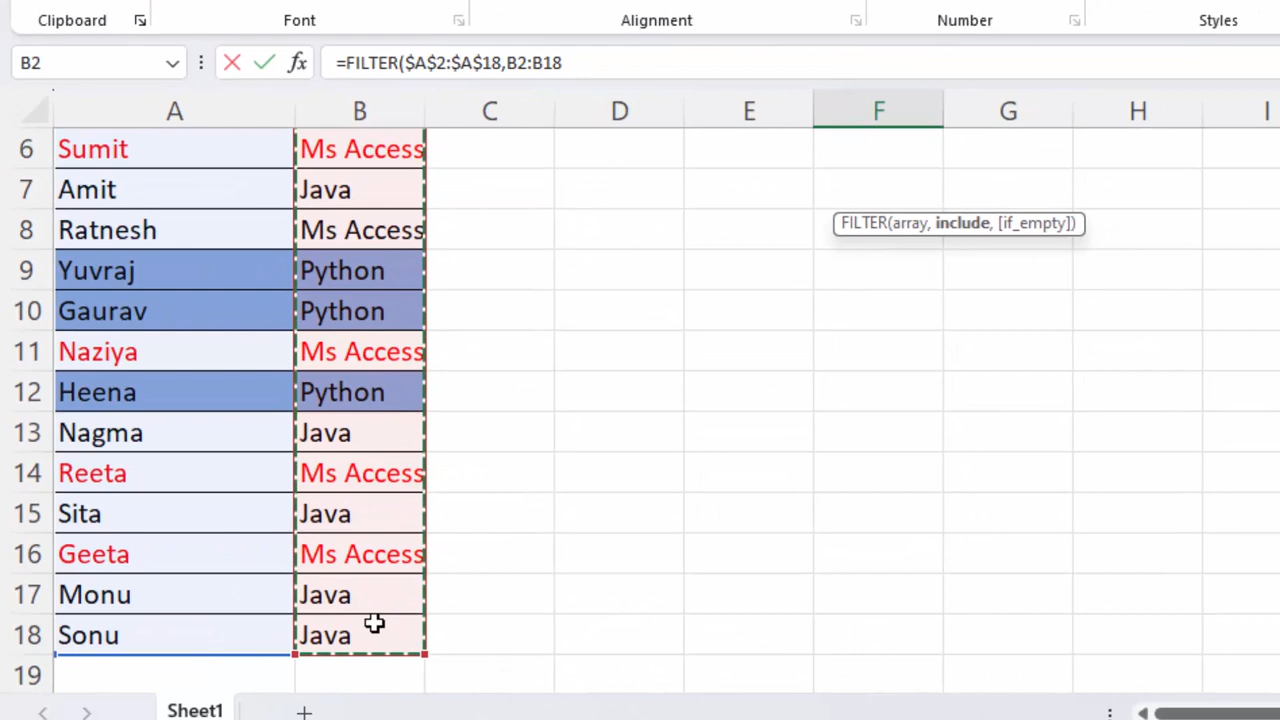 Clipboard Font Alignment Number Styles
B2 fx =FILTER($A$2:$A$18,B2:B18
A B C D E F G H I
6 Sumit Ms Access
7 Amit Java
8 Ratnesh Ms Access
FILTER(array, include, [if_empty])
9 Yuvraj Python
10 Gaurav Python
11 Naziya Ms Access
12 Heena Python
13 Nagma Java
14 Reeta Ms Access
15 Sita Java
16 Geeta Ms Access
17 Monu Java
18 Sonu Java
19
Sheet1